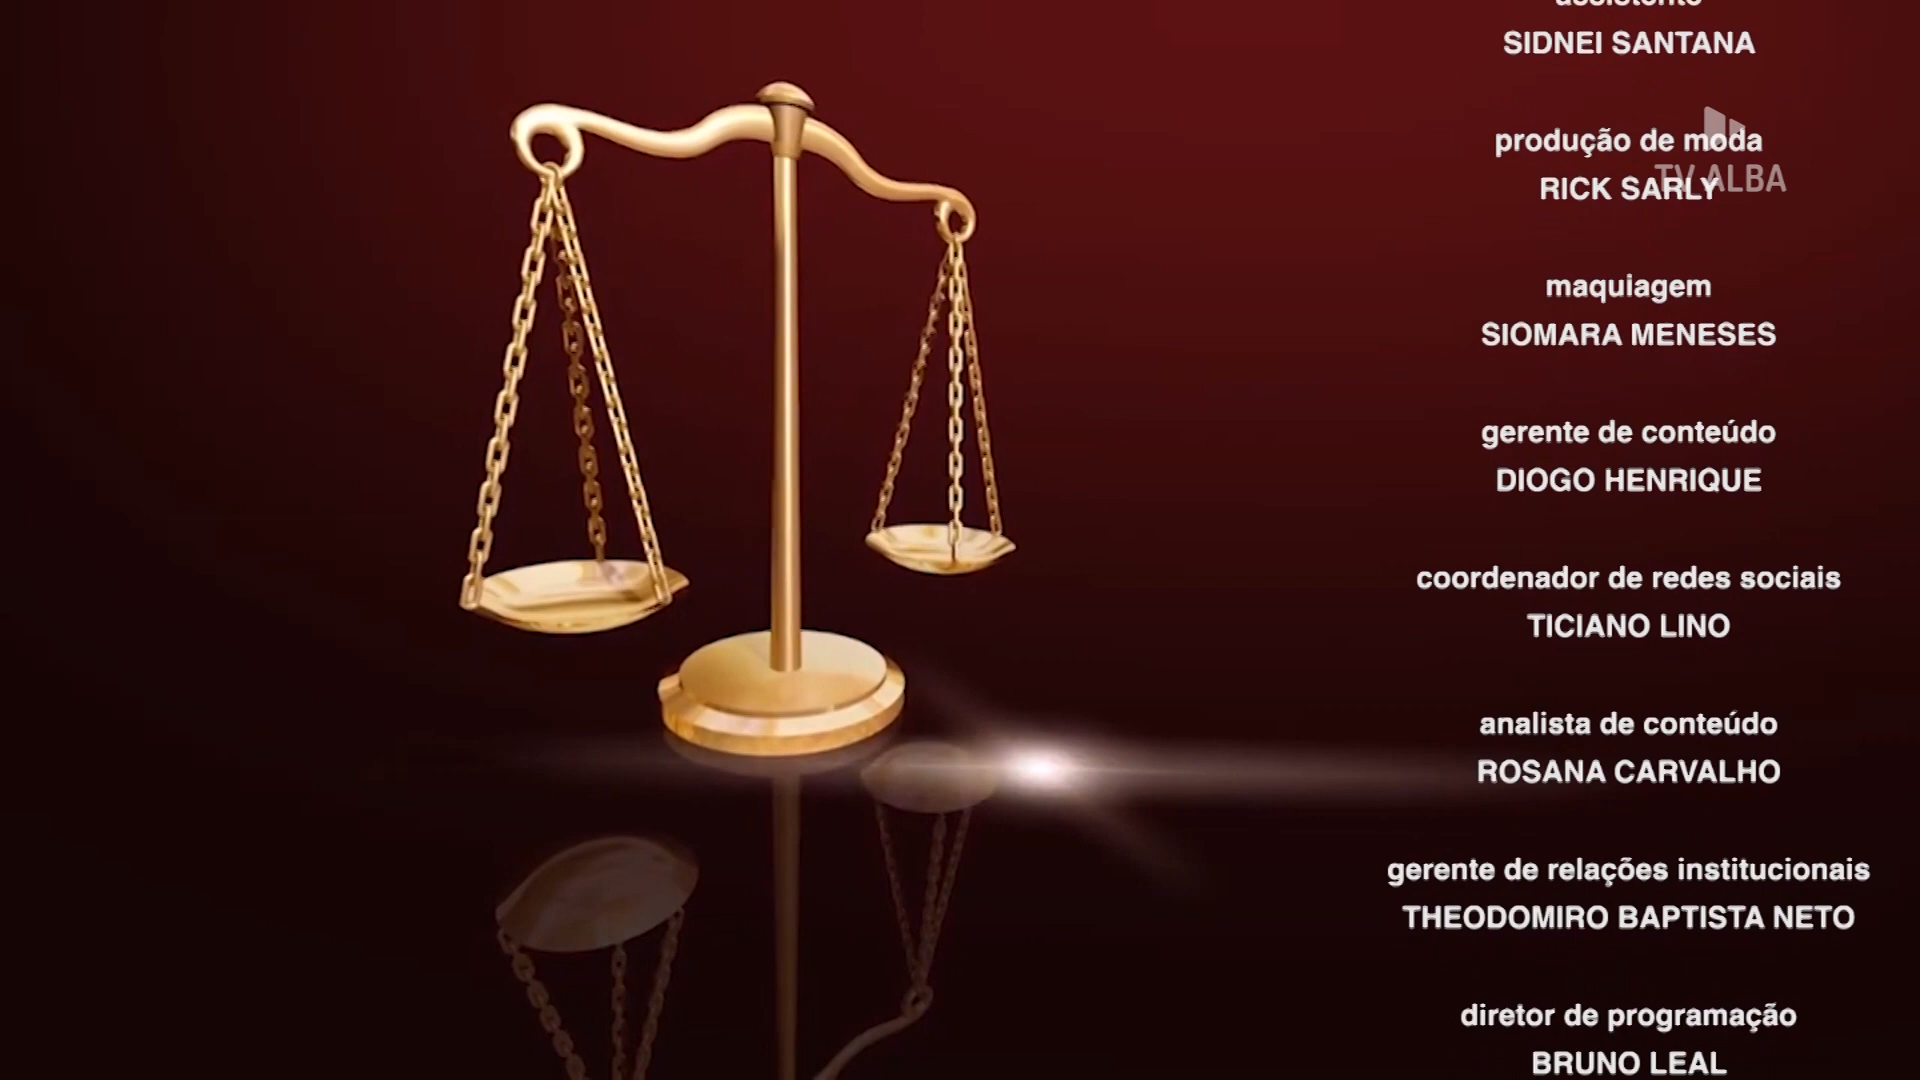 assistente
SIDNEI SANTANA
produção de moda
TV ALBA
RICK SARLY
maquiagem
SIOMARA MENESES
gerente de conteúdo
DIOGO HENRIQUE
coordenador de redes sociais
TICIANO LINO
analista de conteúdo
ROSANA CARVALHO
gerente de relações institucionais
THEODOMIRO BAPTISTA NETO
diretor de programação
BRUNO LEAL